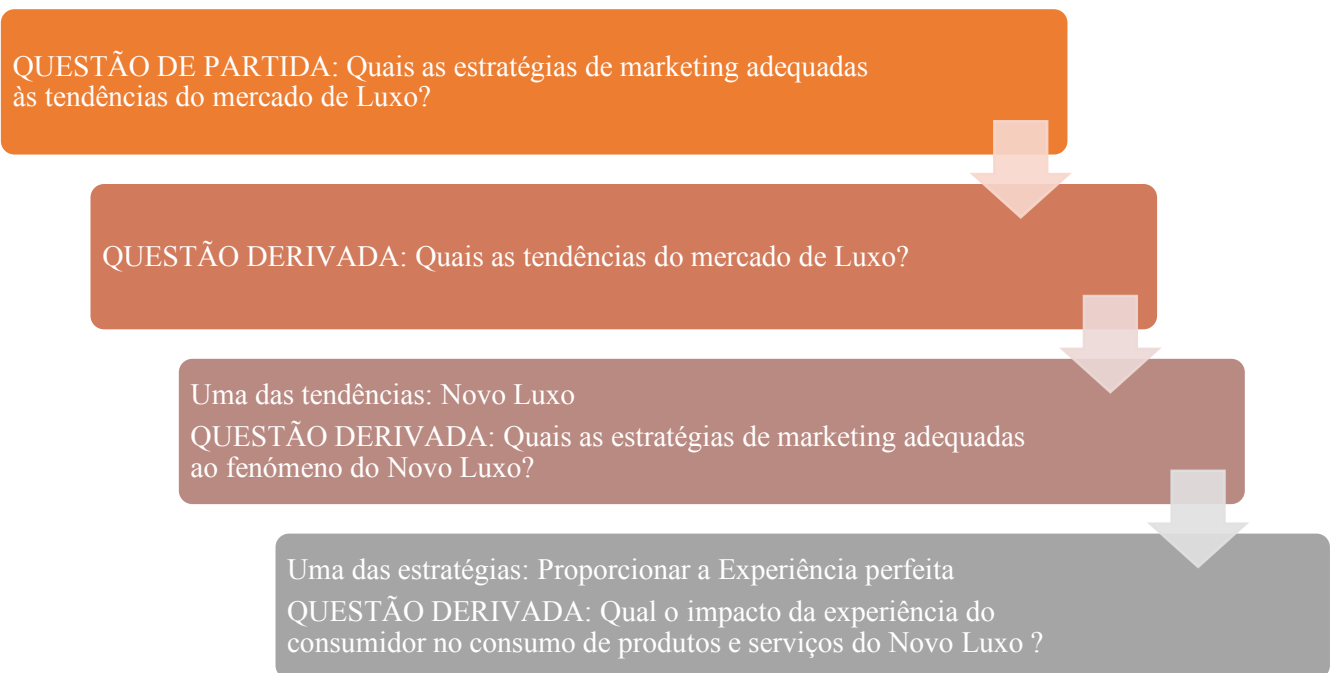 QUESTÃO DE PARTIDA: Quais as estratégias de marketing adequadas
às tendências do mercado de Luxo?
QUESTÃO DERIVADA: Quais as tendências do mercado de Luxo?
Uma das tendências: Novo Luxo
QUESTÃO DERIVADA: Quais as estratégias de marketing adequadas
ao fenómeno do Novo Luxo?
Uma das estratégias: Proporcionar a Experiência perfeita
QUESTÃO DERIVADA: Qual o impacto da experiência do
consumidor no consumo de produtos e serviços do Novo Luxo ?